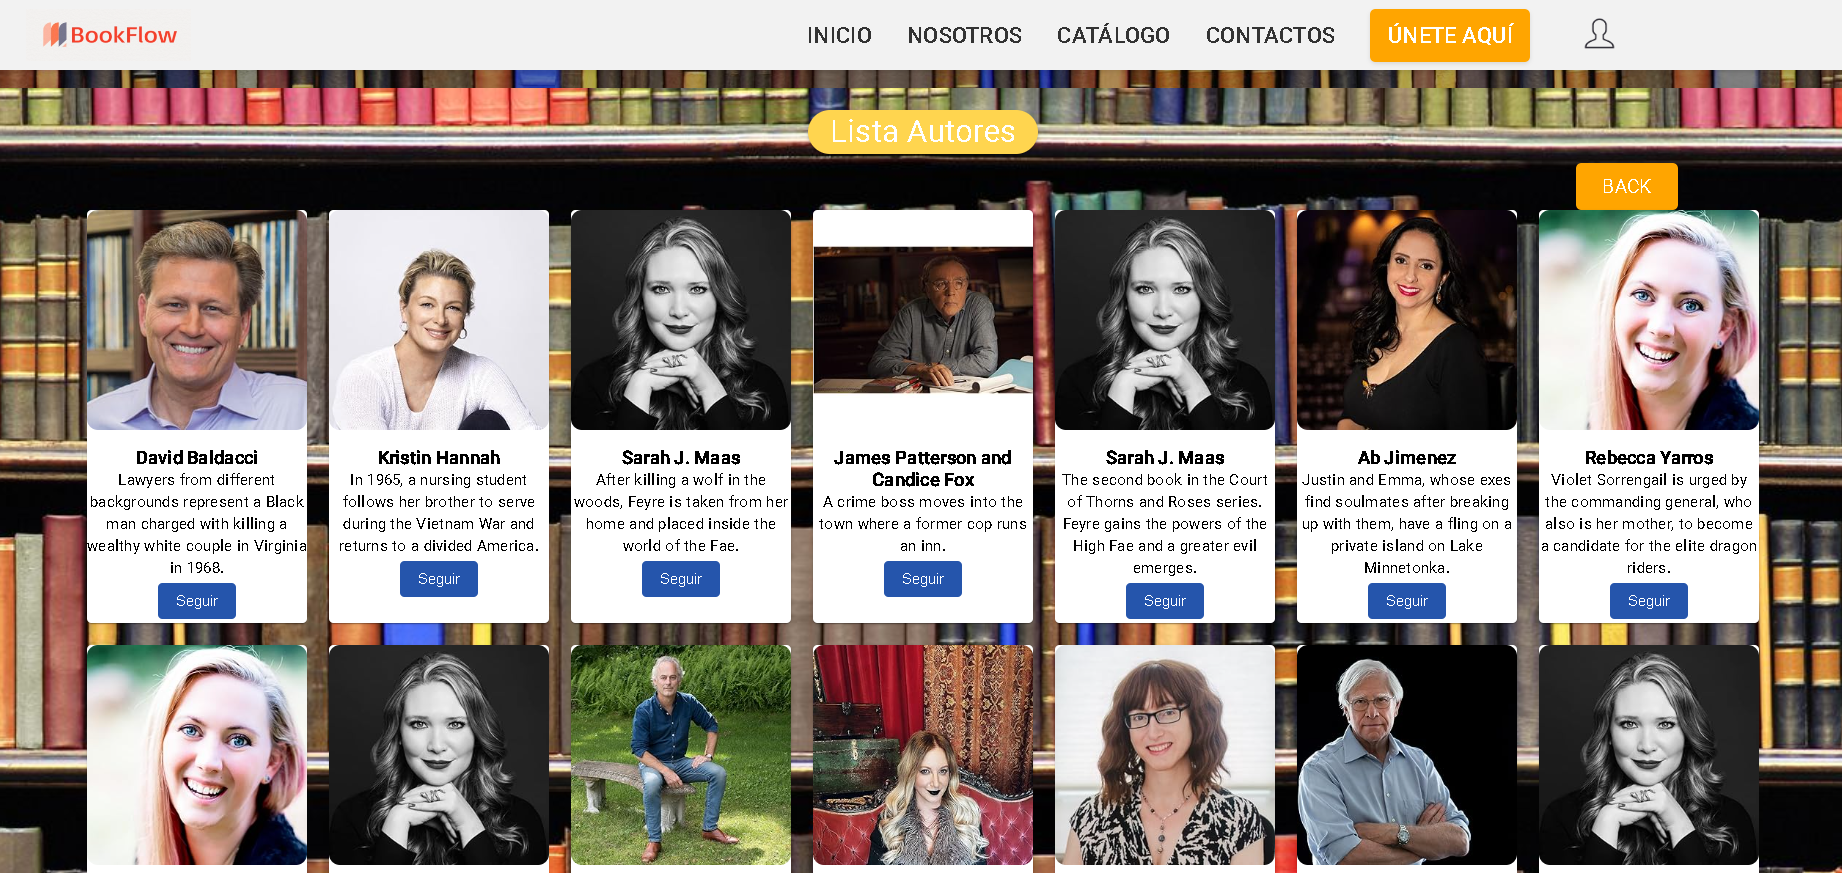 BookFlow
INICIO
NOSOTROS
CATÁLOGO
CONTACTOS
ÚNETE AQUÍ
Lista Autores
BACK
David Baldacci
Lawyers from different
backgrounds represent a Black
man charged with killing a
wealthy white couple in Virginia
in 1968.
Seguir
Kristin Hannah
In 1965, a nursing student
follows her brother to serve
during the Vietnam War and
returns to a divided America.
Seguir
Sarah J. Maas
After killing a wolf in the
woods, Feyre is taken from her
home and placed inside the
world of the Fae.
Seguir
James Patterson and
Candice Fox
A crime boss moves into the
town where a former cop runs
an inn.
Seguir
Sarah J. Maas
The second book in the Court
of Thorns and Roses series.
Feyre gains the powers of the
High Fae and a greater evil
emerges.
Seguir
Ab Jimenez
Justin and Emma, whose exes
find soulmates after breaking
up with them, have a fling on a
private island on Lake
Minnetonka.
Seguir
Rebecca Yarros
Violet Sorrengail is urged by
the commanding general, who
also is her mother, to become
a candidate for the elite dragon
riders.
Seguir